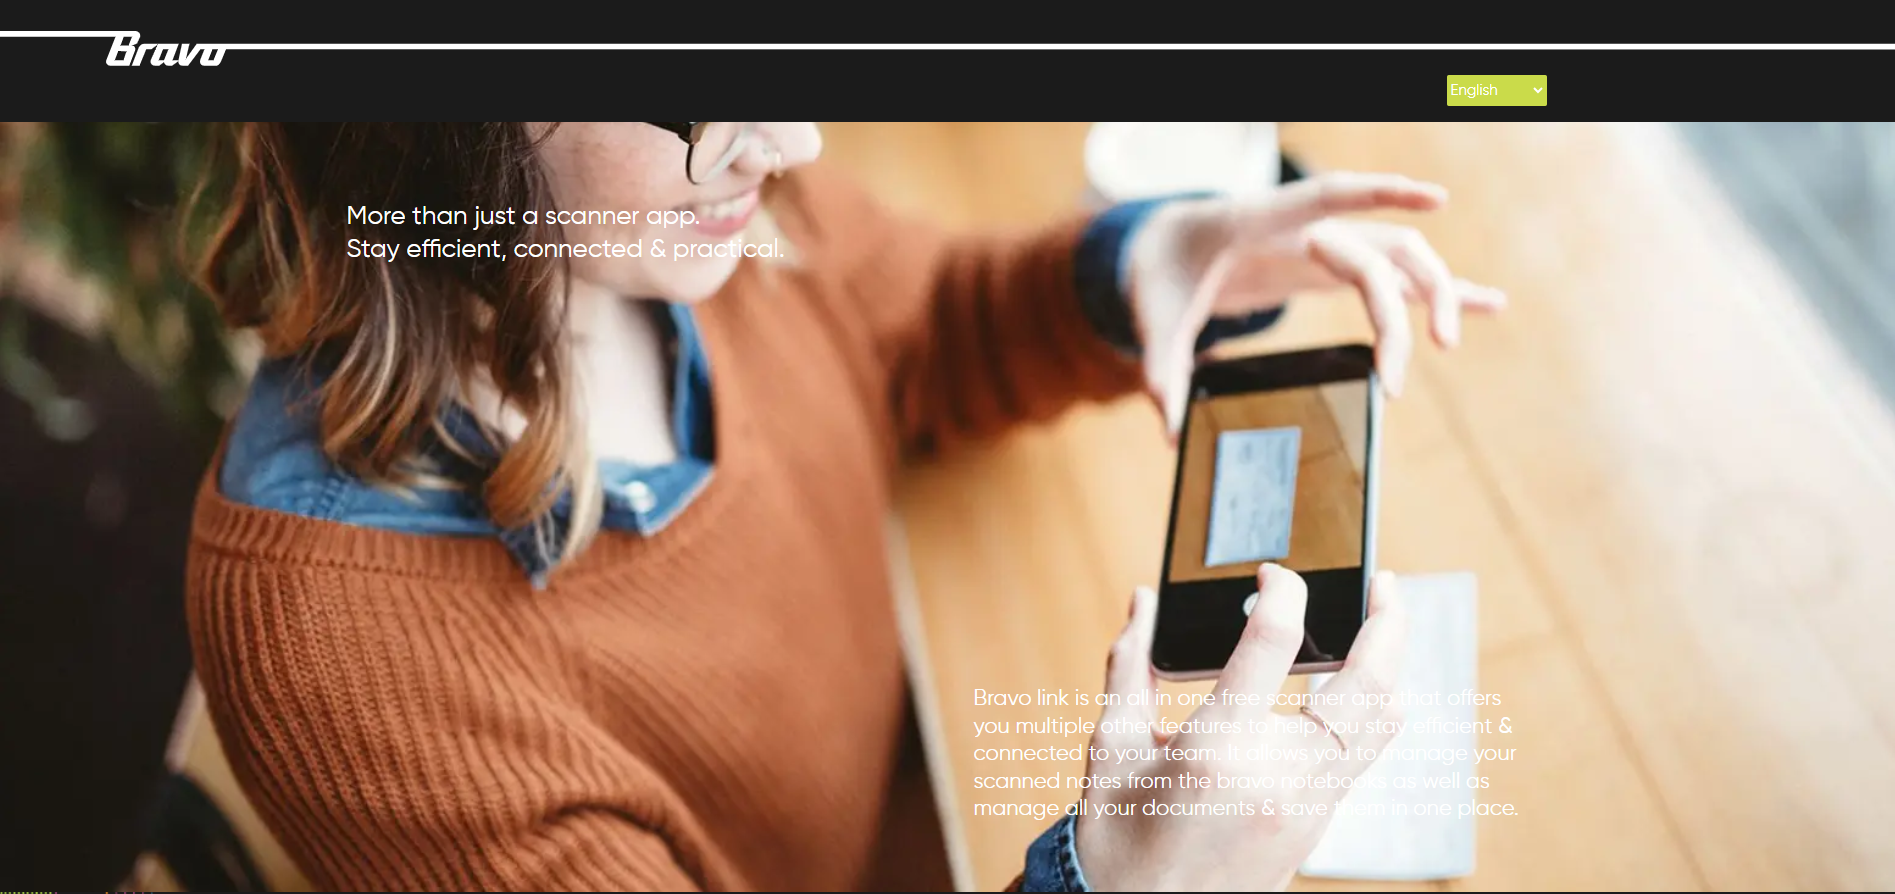 Bravo
English
More than just a scanner app.
Stay efficient, connected & practical.
Bravo link is an all in one free scanner app that offers
you multiple other features to help you stay efficient &
connected to your team. It allows you to manage your
scanned notes from the bravo notebooks as well as
manage all your documents & save them in one place.